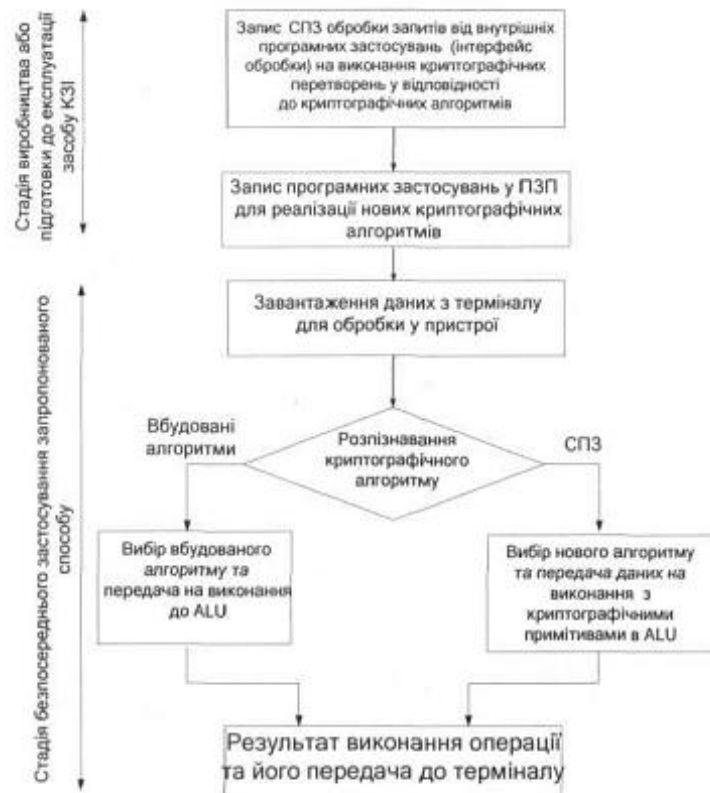 Стадія виробництва або
підготовки до експлуатації
засобу КЗІ
Запис СПЗ обробки запитів від внутрішніх
програмних застосувань (інтерфейс
обробки) на виконання криптографічних
перетворень у відповідності
до криптографічних алгоритмів
Запис програмних застосувань у ПЗП
для реалізації нових криптографічних
алгоритмів
Стадія безпосереднього застосування запропонованого
способу
Завантаження даних з терміналу
для обробки у пристрої
Вбудовані
алгоритми
Розпізнавання
криптографічного
алгоритму
СПЗ
Вибір вбудованого
алгоритму та
передача на виконання
до ALU
Вибір нового алгоритму
та передача даних на
виконання з
криптографічними
примітивами в ALU
Результат виконання операції
та його передача до терміналу